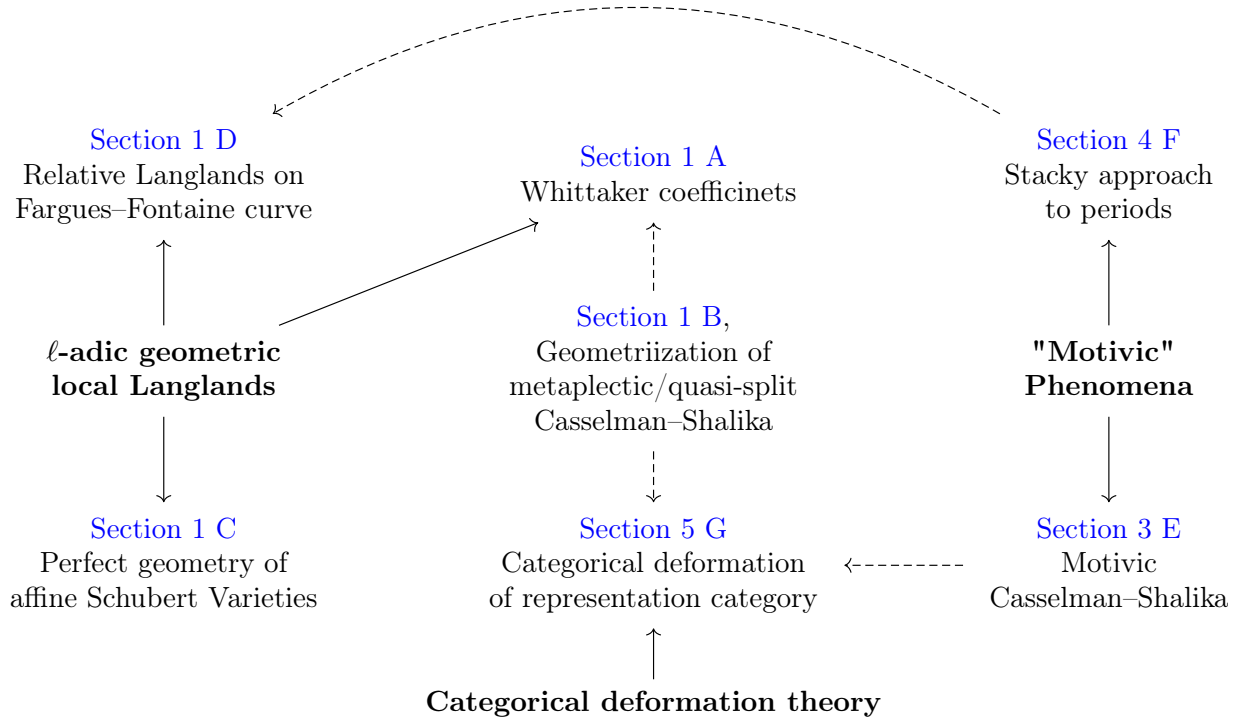 Section 1 D
Relative Langlands on
Fargues–Fontaine curve
Section 1 A
Whittaker coefficinets
Section 4 F
Stacky approach
to periods
ℓ-adic geometric
local Langlands
Section 1 B,
Geometriization of
metaplectic/quasi-split
Casselman–Shalika
"Motivic"
Phenomena
Section 1 C
Perfect geometry of
affine Schubert Varieties
Section 5 G
Categorical deformation
of representation category
Section 3 E
Motivic
Casselman–Shalika
Categorical deformation theory